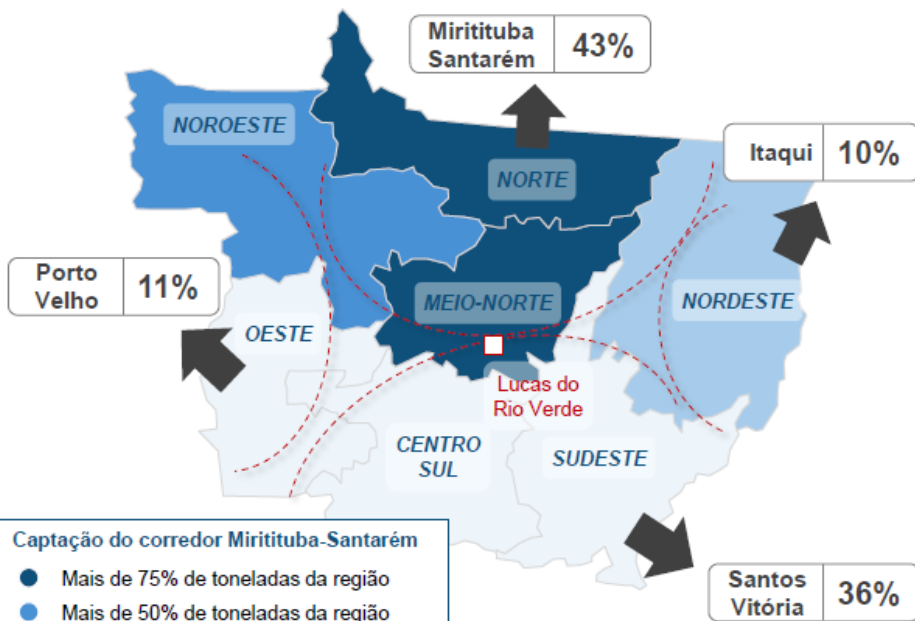 Miritituba
Santarém
43%
NOROESTE
Itaqui
10%
NORTE
Porto
Velho
11%
MEIO-NORTE
NORDESTE
OESTE
Lucas do
Rio Verde
CENTRO
SUL
SUDESTE
Captação do corredor Miritituba-Santarém
Mais de 75% de toneladas da região
Mais de 50% de toneladas da região
Santos
Vitória
36%